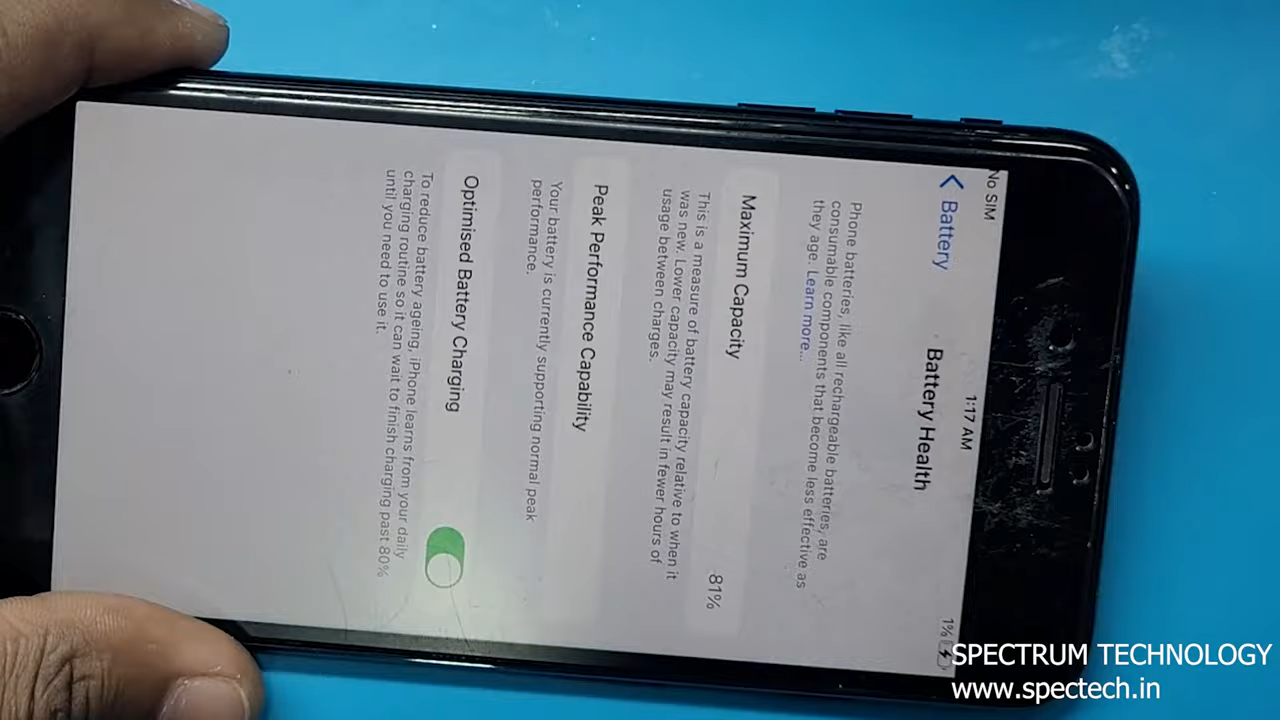 No SIM
1:17 AM
1%
Battery
Battery Health
Phone batteries, like all rechargeable batteries, are
consumable components that become less effective as
they age. Learn more...
Maximum Capacity
81%
This is a measure of battery capacity relative to when it
was new. Lower capacity may result in fewer hours of
usage between charges.
Peak Performance Capability
Your battery is currently supporting normal peak
performance.
Optimised Battery Charging
To reduce battery ageing, iPhone learns from your daily
charging routine so it can wait to finish charging past 80%
until you need to use it.
SPECTRUM TECHNOLOGY
www.spectech.in